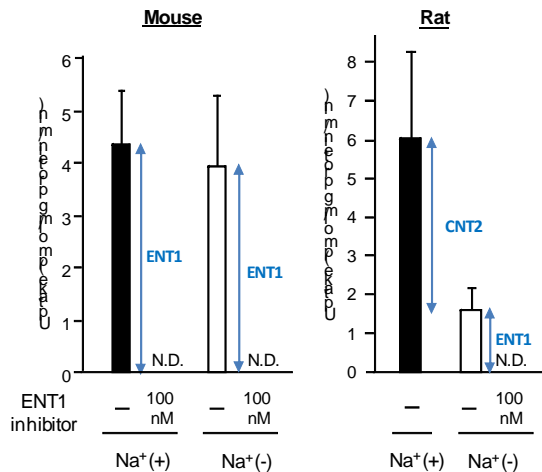 Mouse
6
5
4
3
2
1
0
ENT1
ENT1
N.D.
N.D.
Rat
8
7
6
5
4
3
2
1
0
CNT2
ENT1
N.D.
ENT1
inhibitor
– 100
nM
– 100
nM
– – 100
nM
Na⁺(+) Na⁺(-)
Na⁺(+) Na⁺(-)